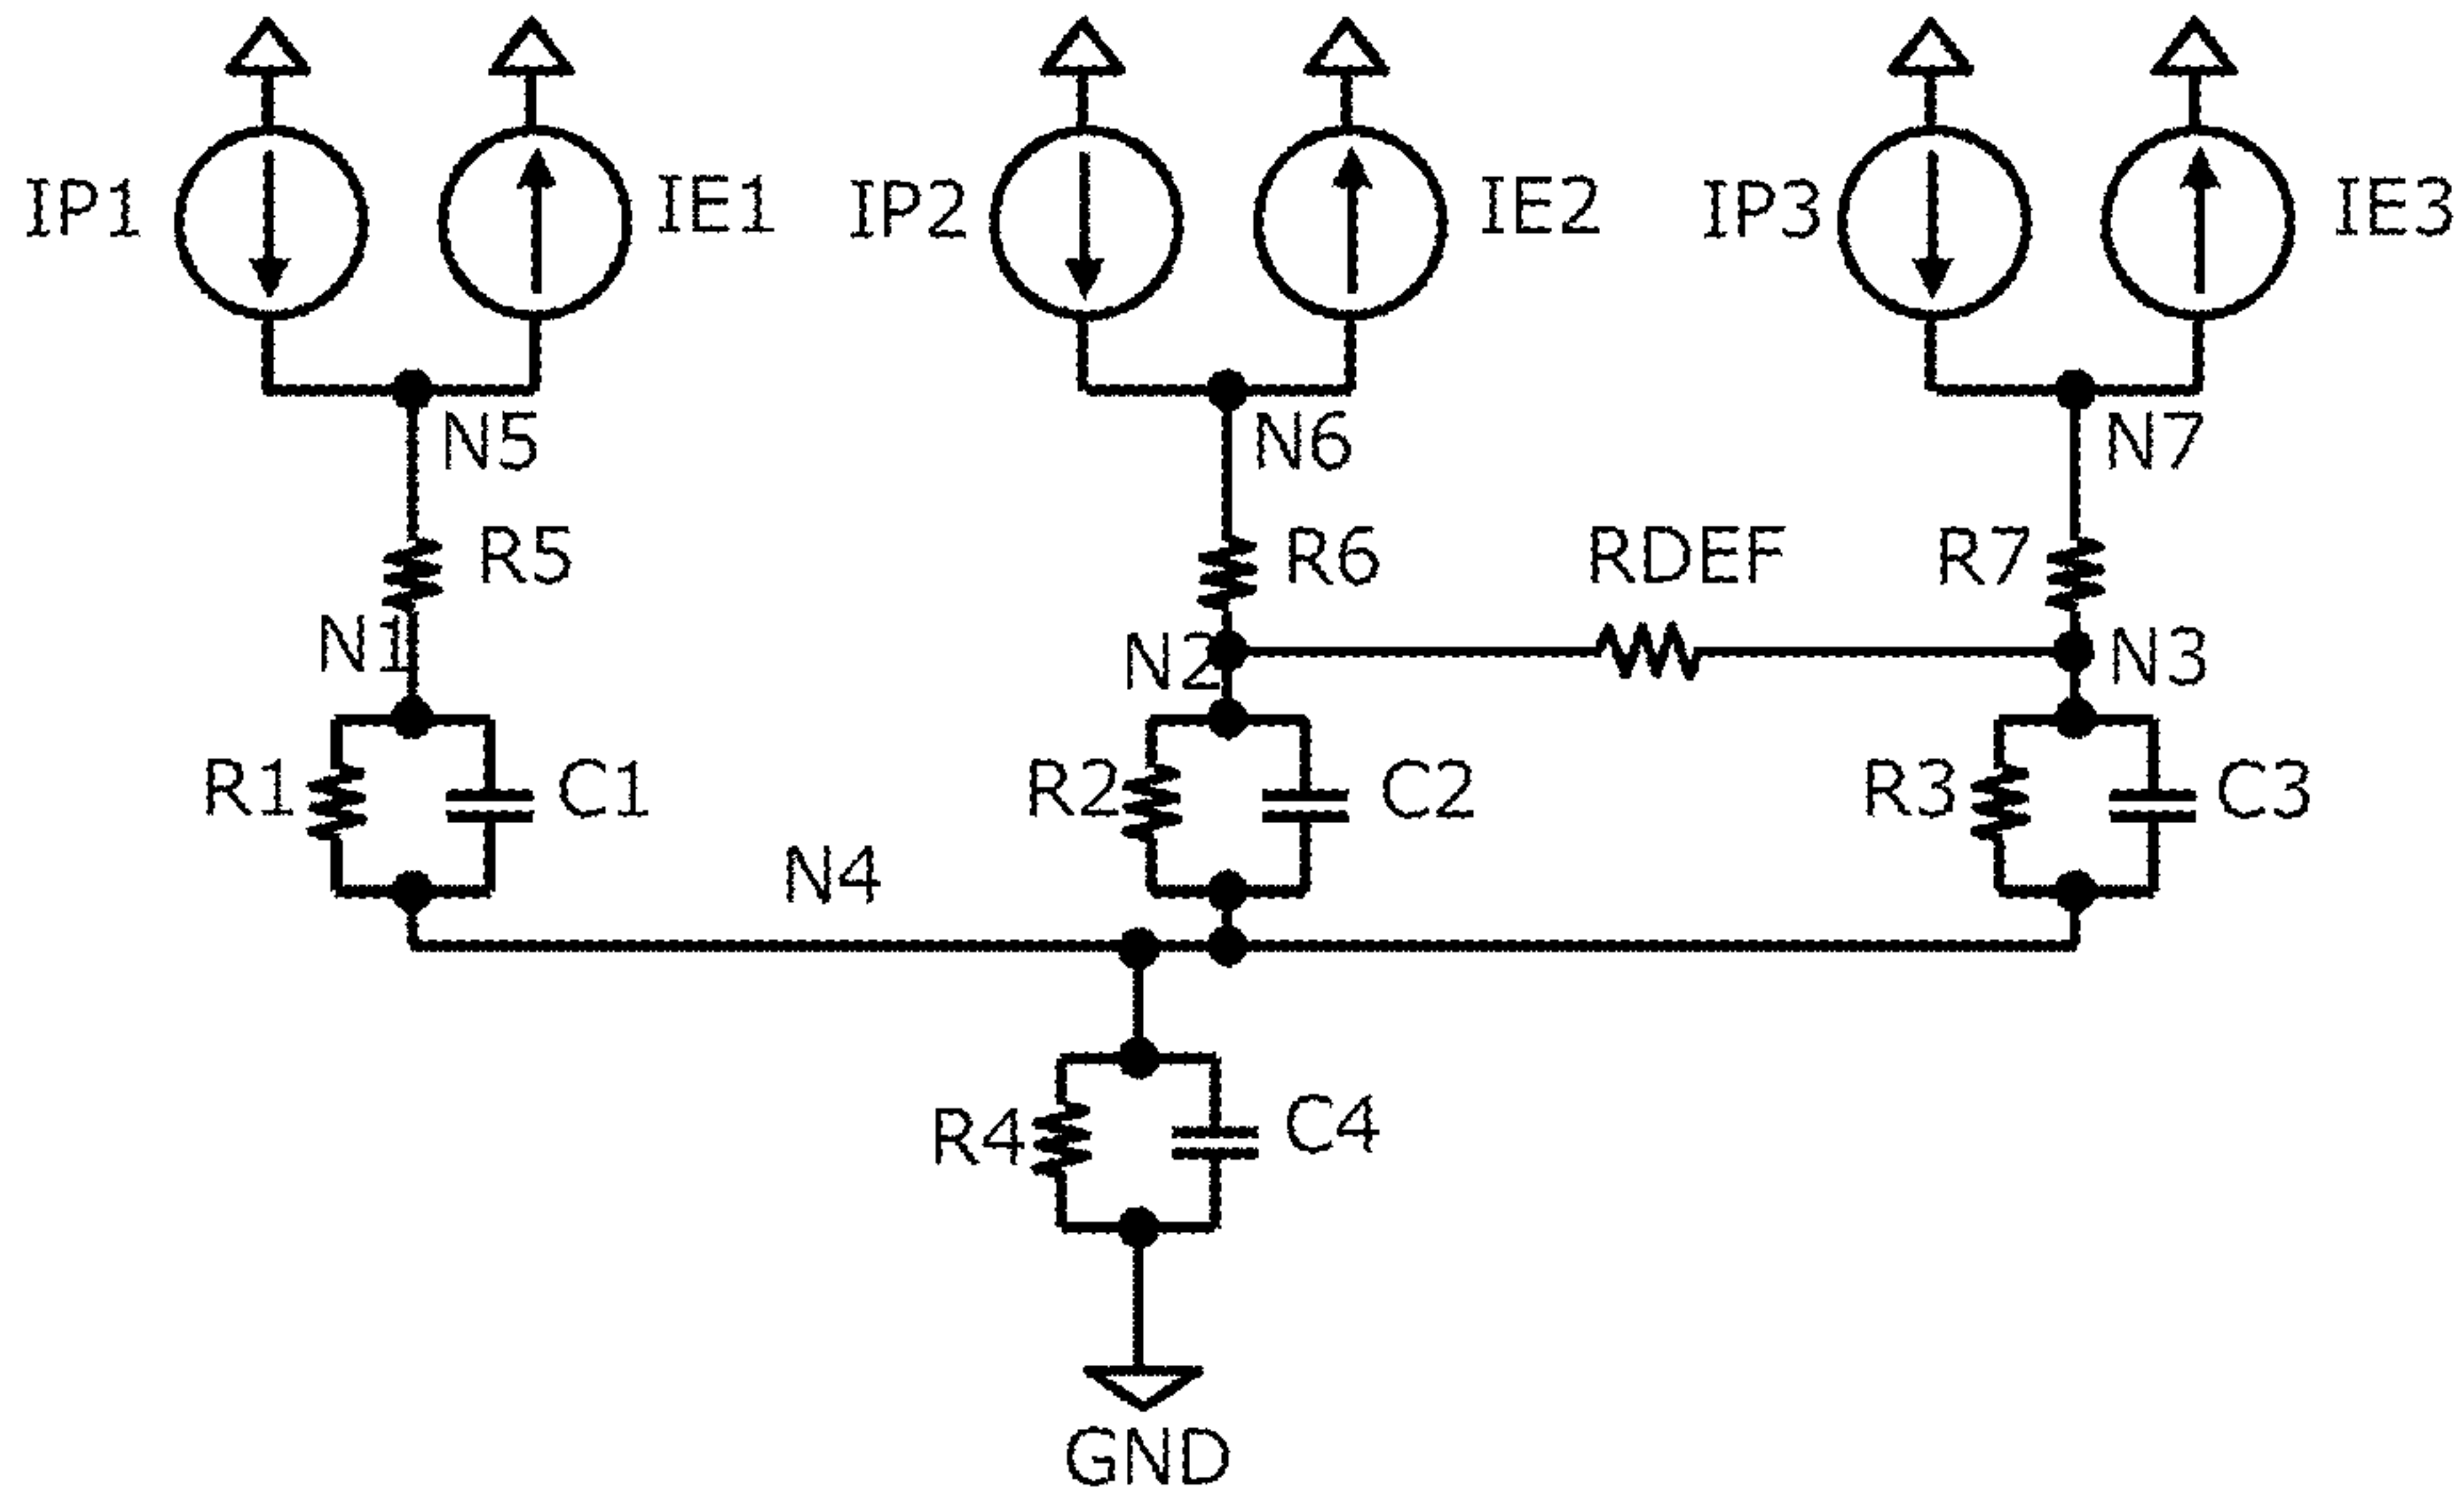 IP1 IE1 IP2 IE2 IP3 IE3
N5 N6 N7
R5 R6 RDEF R7
N1 N2 N3
R1 C1 R2 C2 R3 C3
N4
R4 C4
GND